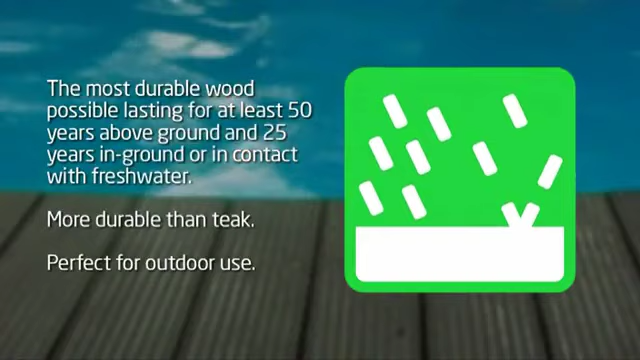 The most durable wood
possible lasting for at least 50
years above ground and 25
years in-ground or in contact
with freshwater.
More durable than teak.
Perfect for outdoor use.